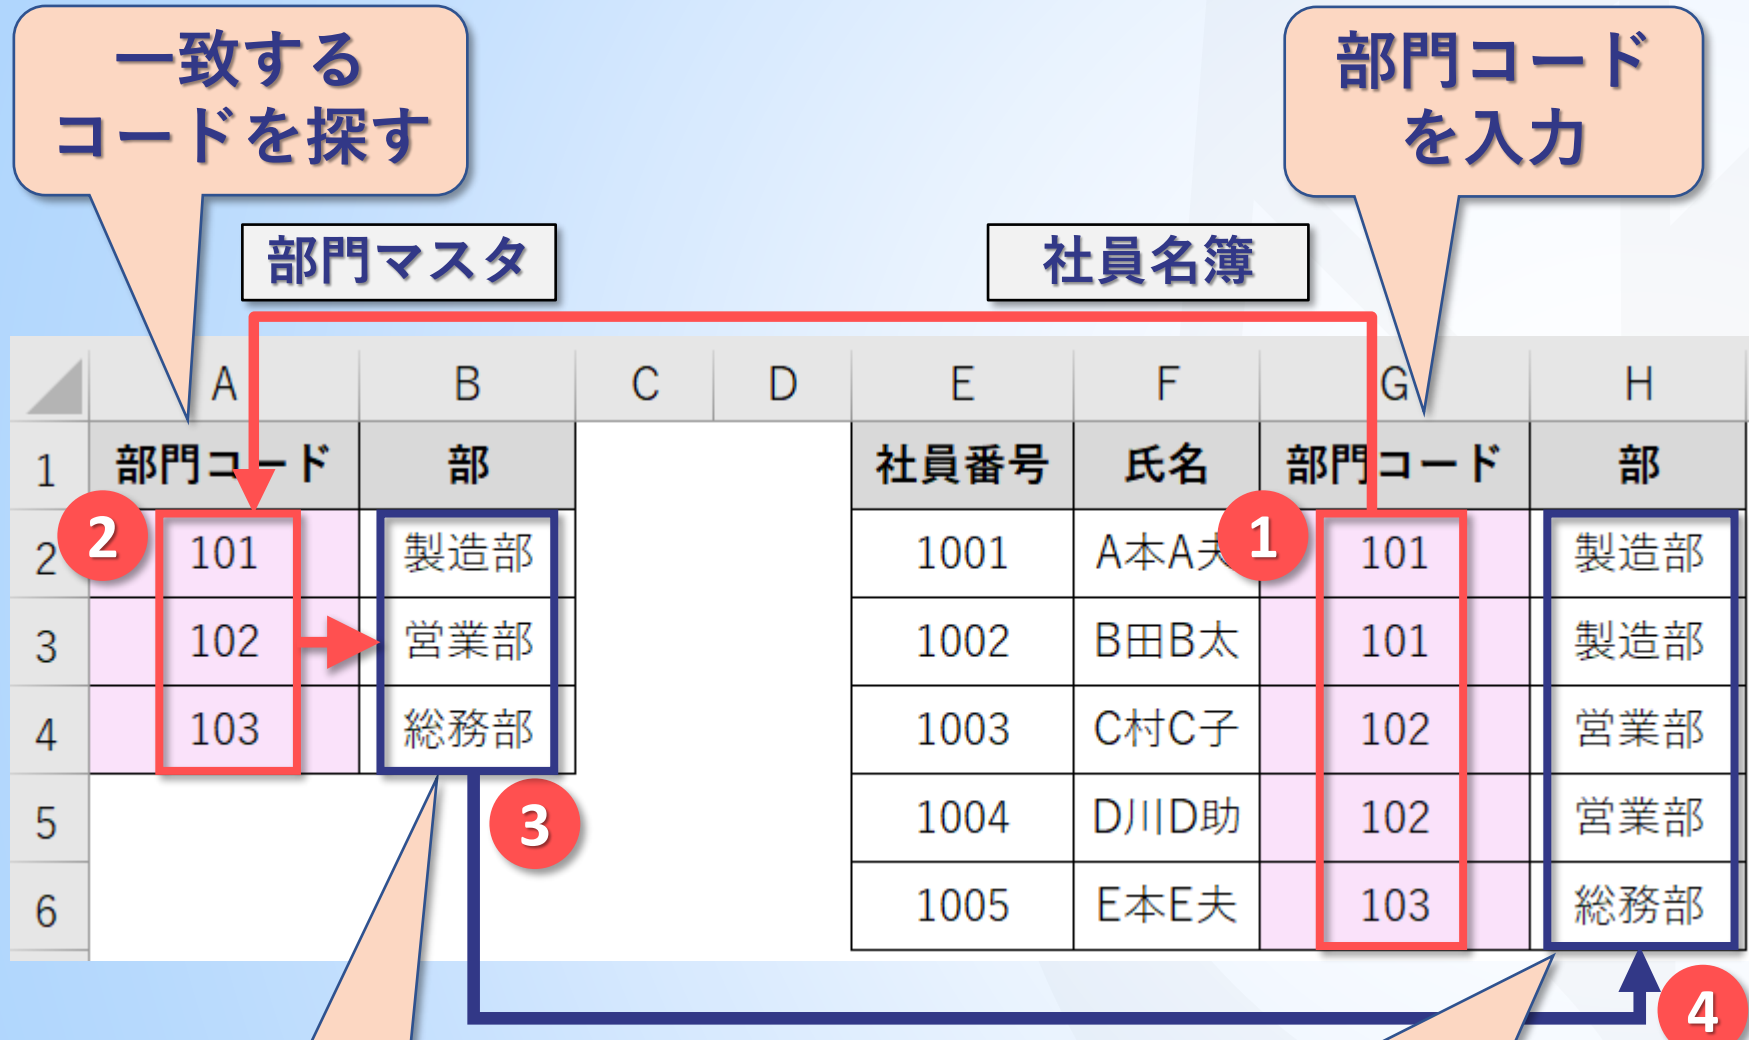 一致する
コードを探す
部門コード
を入力
部門マスタ
社員名簿
A B C D E F G H
1 部門コード 部 社員番号 氏名 部門コード 部
2 2 101 製造部 1001 A本A夫 1 101 製造部
3 102 営業部 1002 B田B太 101 製造部
4 103 総務部 1003 C村C子 102 営業部
5 3 1004 D川D助 102 営業部
6 1005 E本E夫 103 総務部
4